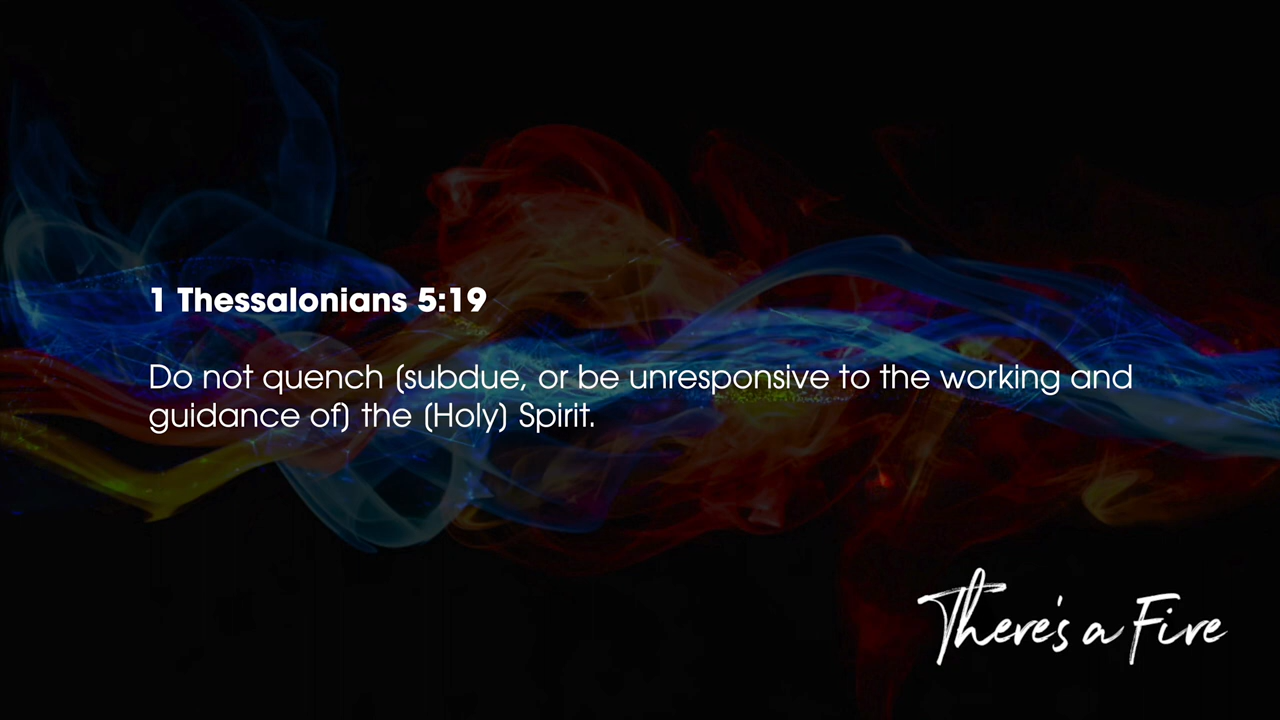 1 Thessalonians 5:19
Do not quench (subdue, or be unresponsive to the working and
guidance of) the (Holy) Spirit.
There's a Fire